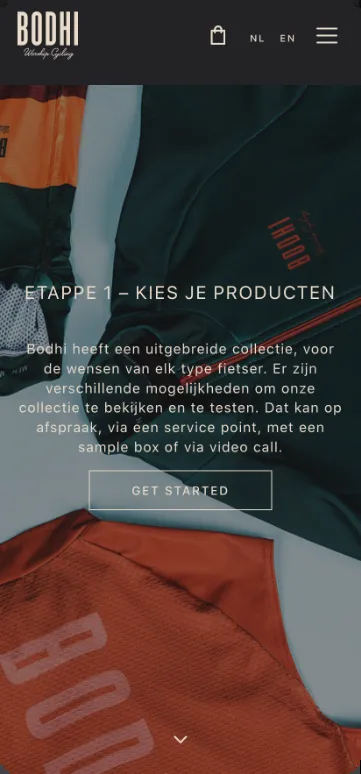 BODHI
Worship Cycling
NL EN
ETAPPE 1 – KIES JE PRODUCTEN
Bodhi heeft een uitgebreide collectie, voor
de wensen van elk type fietser. Er zijn
verschillende mogelijkheden om onze
collectie te bekijken en te testen. Dat kan op
afspraak, via een service point, met een
sample box of via video call.
GET STARTED
BODHI
BOD